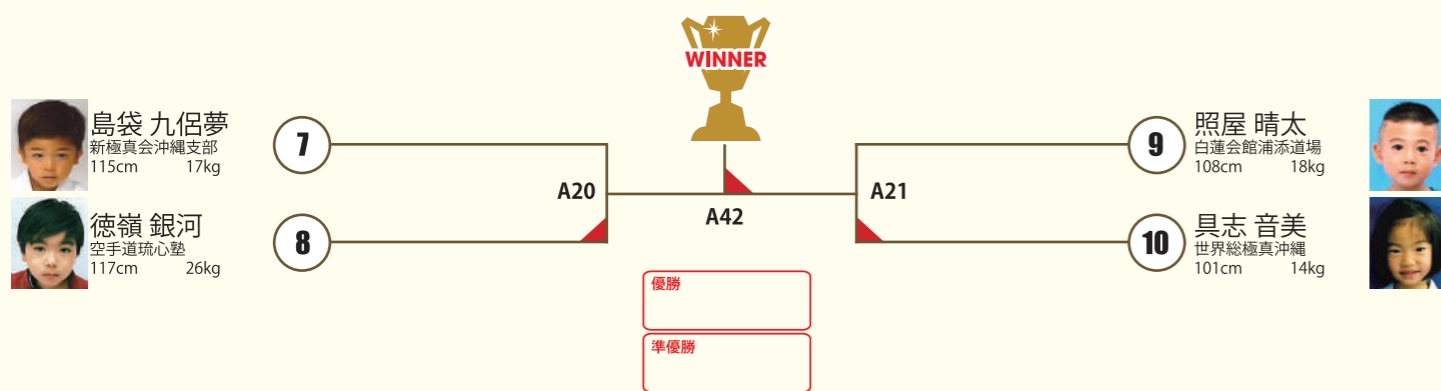 WINNER
島袋 九侶夢
新極真会沖縄支部
115cm 17kg
7
徳嶺 銀河
空手道琉心塾
117cm 26kg
8
A20
A42
A21
9
照屋 晴太
白蓮会館浦添道場
108cm 18kg
10
具志 音美
世界総極真沖縄
101cm 14kg
優勝
準優勝